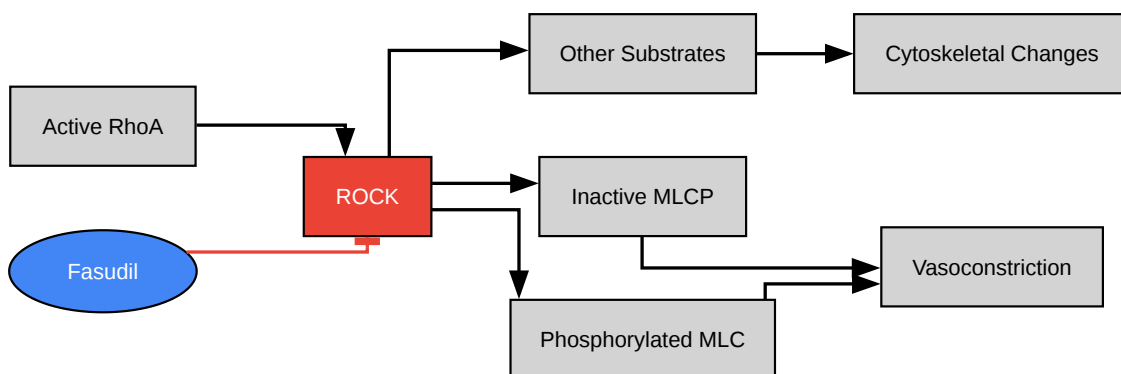 Other Substrates
Cytoskeletal Changes
Active RhoA
ROCK
Inactive MLCP
Fasudil
Vasoconstriction
Phosphorylated MLC